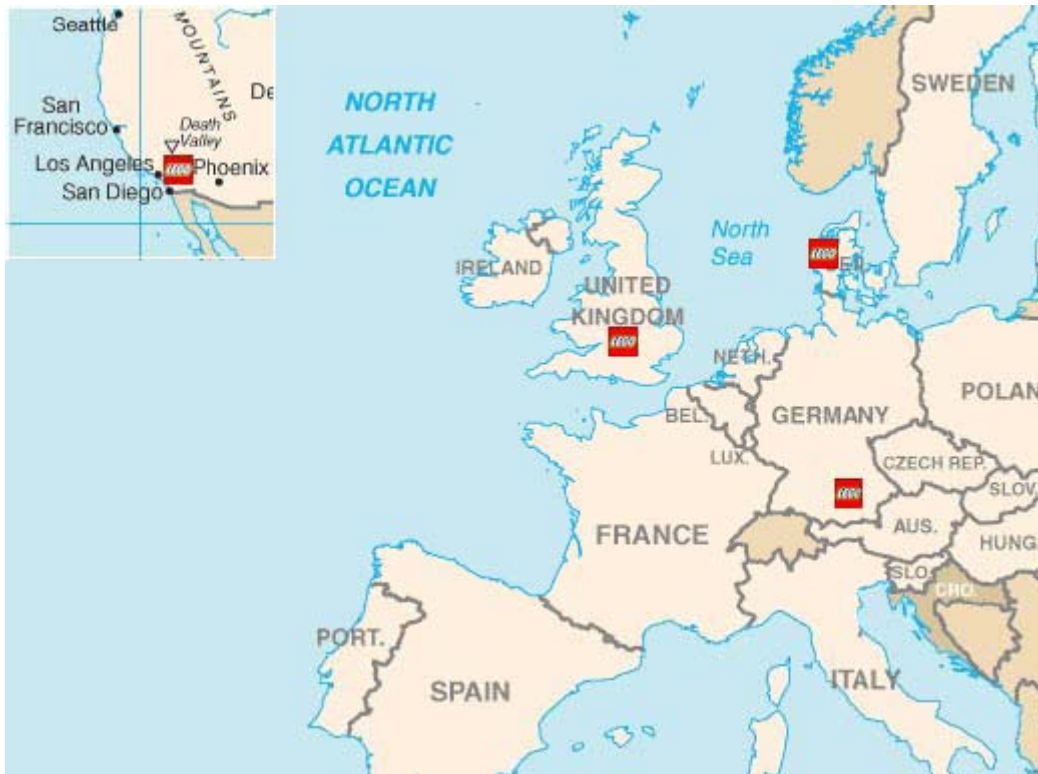 Seattle
MOUNTAINS
De
San
Francisco
Death
Valley
Los Angeles
LEGO
Phoenix
San Diego
NORTH
ATLANTIC
OCEAN
SWEDEN
North
Sea
LEGO
DEN.
IRELAND
UNITED
KINGDOM
LEGO
NETH.
POLAN
BEL.
GERMANY
LUX.
CZECH REP.
LEGO
SLOV.
FRANCE
AUS.
HUNG.
SLO.
CRO.
PORT.
SPAIN
ITALY